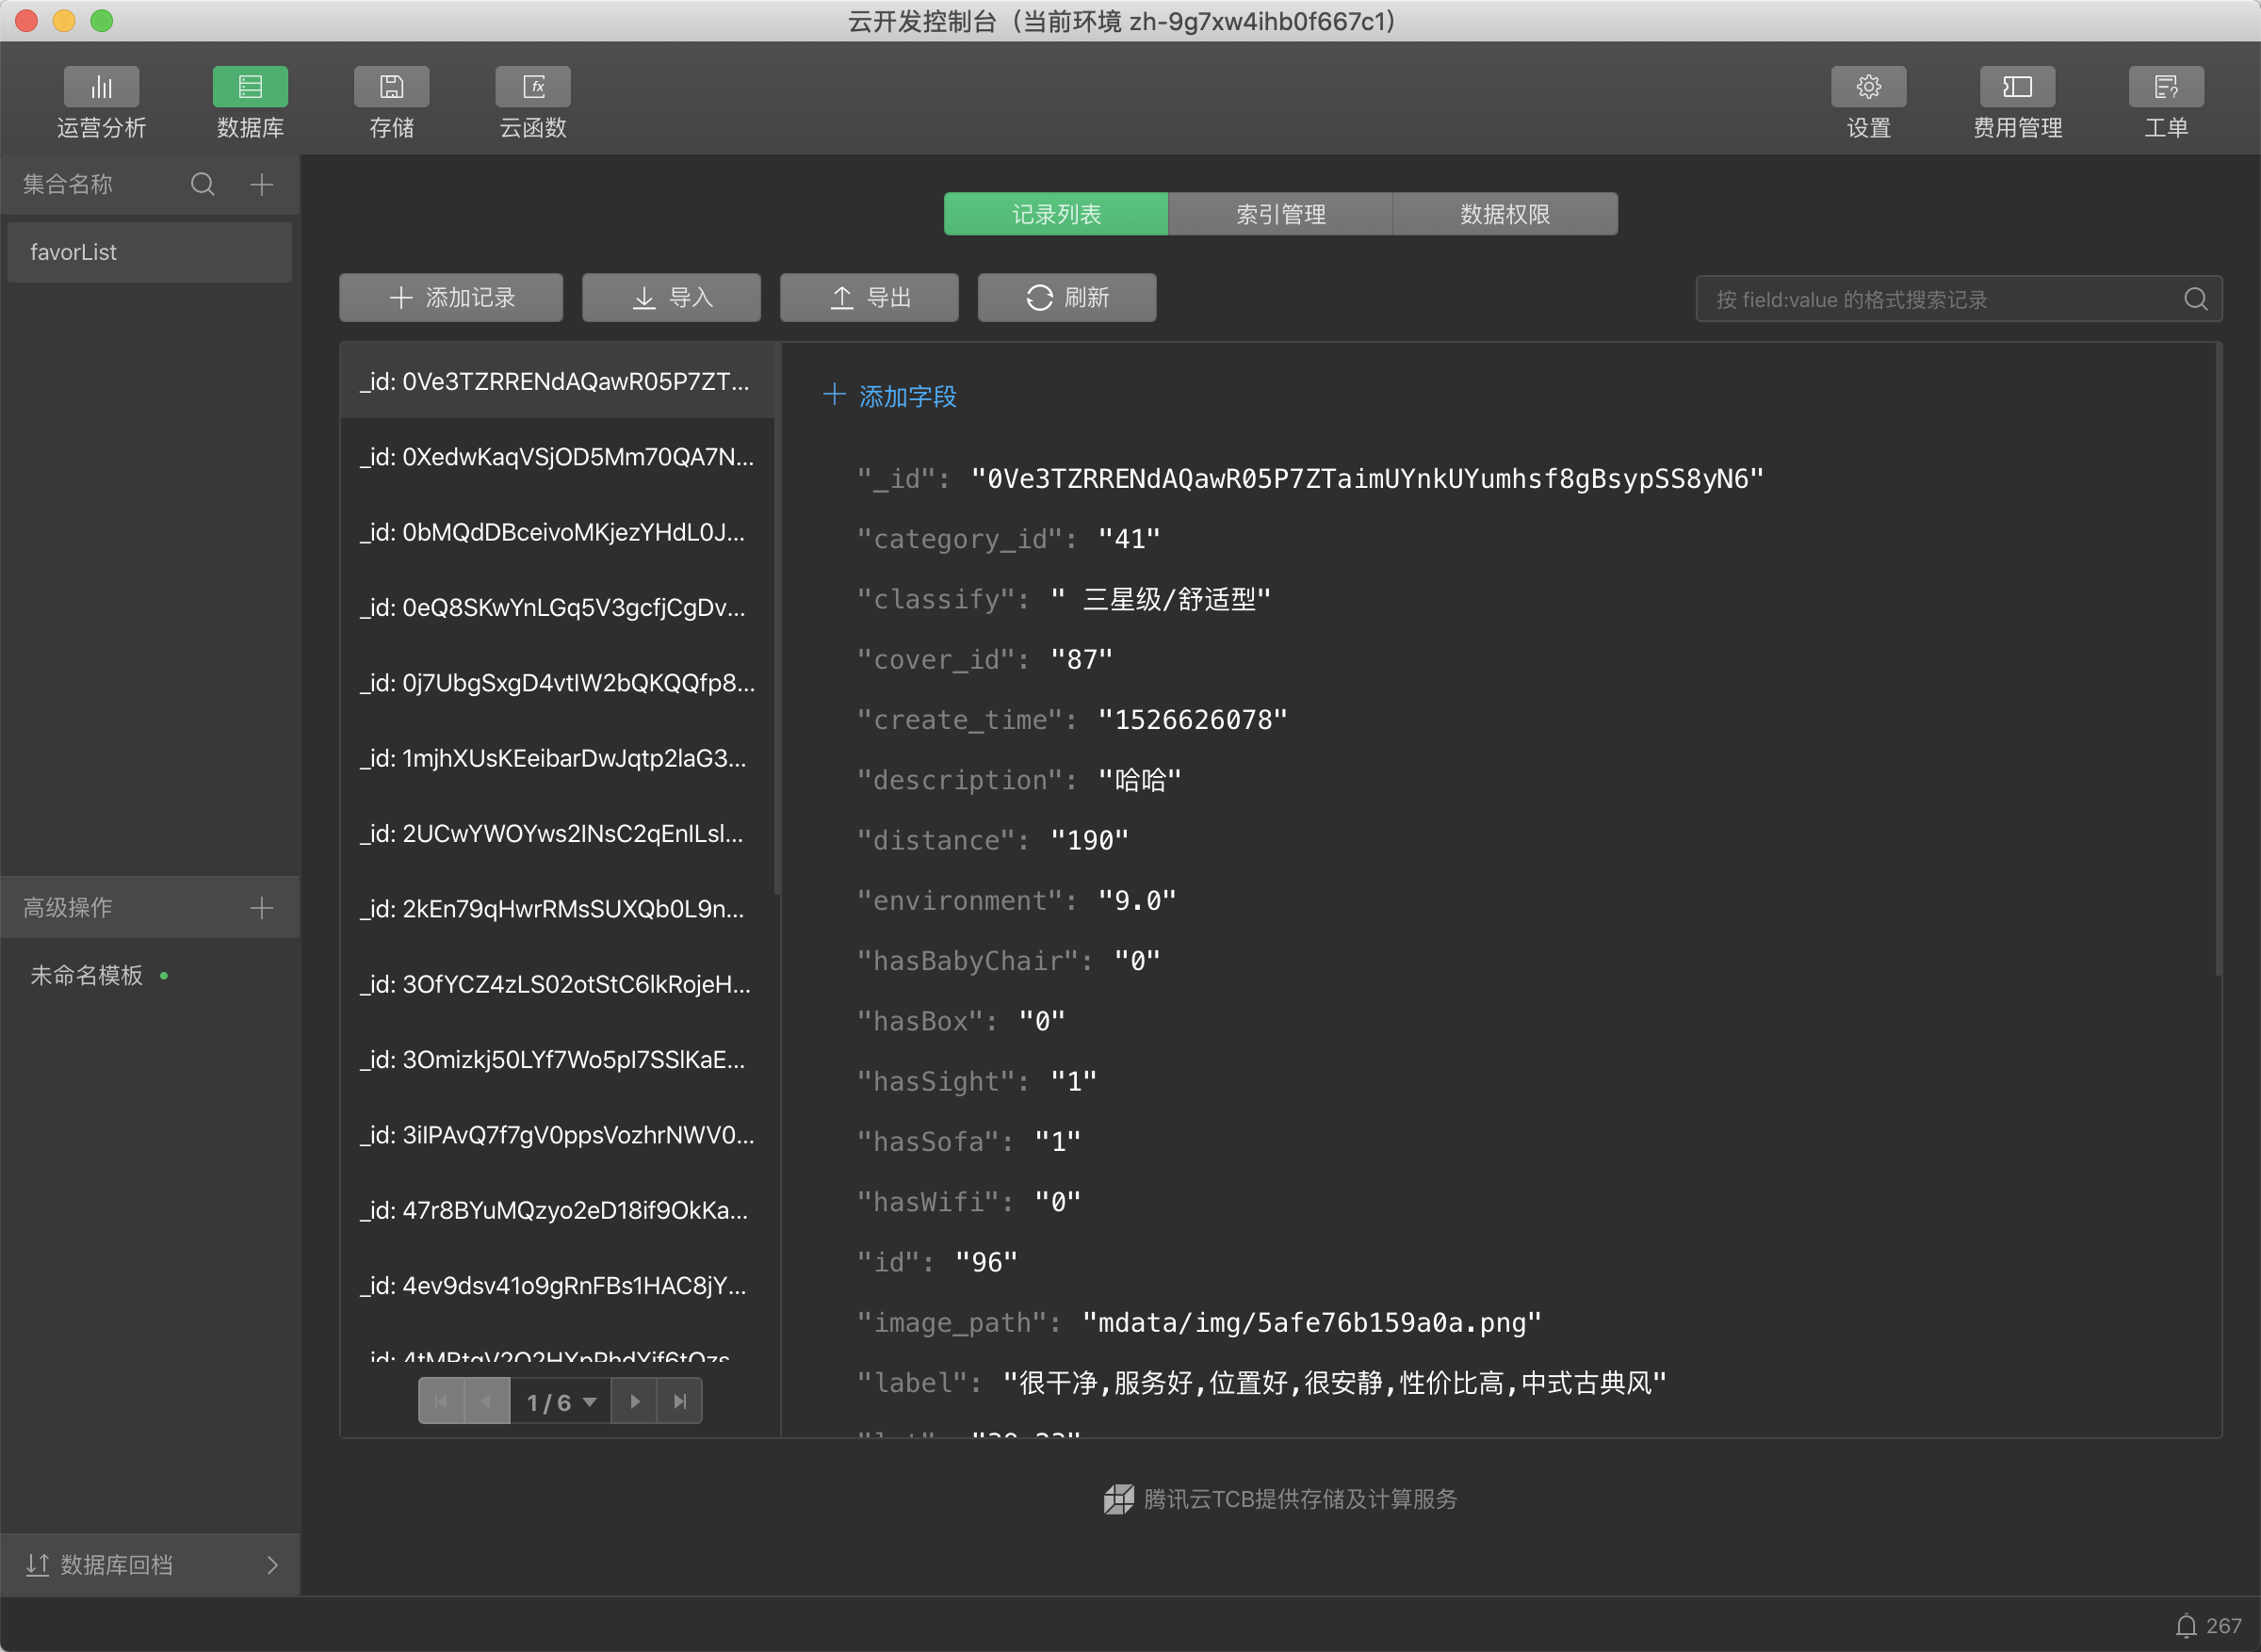 云开发控制台（当前环境 zh-9g7xw4ihb0f667c1）
运营分析
数据库
存储
云函数
设置
费用管理
工单
集合名称
favorList
记录列表
索引管理
数据权限
添加记录
导入
导出
刷新
按 field:value 的格式搜索记录
_id: 0Ve3TZRRENdAQawR05P7ZT...
_id: 0XedwKaqVSjOD5Mm70QA7N...
_id: 0bMQdDBceivoMKjezYHdL0J...
_id: 0eQ8SKwYnLGq5V3gcfjCgDv...
_id: 0j7UbgSxgD4vtIW2bQKQQfp8...
_id: 1mjhXUsKEeibarDwJqtp2laG3...
_id: 2UCwYWOYws2INsC2qEnILsl...
_id: 2kEn79qHwrRMsSUXQb0L9n...
_id: 3OfYCZ4zLS02otStC6lkRojeH...
_id: 3Omizkj50LYf7Wo5pI7SSlKaE...
_id: 3iIPAvQ7f7gV0ppsVozhrNWV0...
_id: 47r8BYuMQzyo2eD18if9OkKa...
_id: 4ev9dsv41o9gRnFBs1HAC8jY...
1 / 6
添加字段
"_id": "0Ve3TZRRENdAQawR05P7ZTaimUYnkUYumhsf8gBsypSS8yN6"
"category_id": "41"
"classify": " 三星级/舒适型"
"cover_id": "87"
"create_time": "1526626078"
"description": "哈哈"
"distance": "190"
"environment": "9.0"
"hasBabyChair": "0"
"hasBox": "0"
"hasSight": "1"
"hasSofa": "1"
"hasWifi": "0"
"id": "96"
"image_path": "mdata/img/5afe76b159a0a.png"
"label": "很干净,服务好,位置好,很安静,性价比高,中式古典风"
高级操作
未命名模板
腾讯云TCB提供存储及计算服务
数据库回档
267